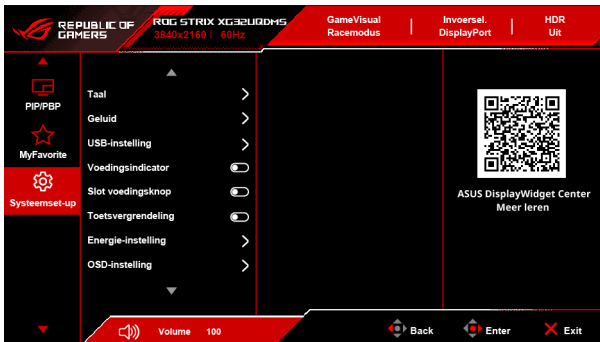 REPUBLIC OF
GAMERS
ROG STRIX XG32UQDMS
3840x2160 | 60Hz
GameVisual
Racemodus
Invoersel.
DisplayPort
HDR
Uit
PIP/PBP
MyFavorite
Systeemset-up
Taal
Geluid
USB-instelling
Voedingsindicator
Slot voedingsknop
Toetsvergrendeling
Energie-instelling
OSD-instelling
ASUS DisplayWidget Center
Meer leren
Volume 100
Back
Enter
Exit